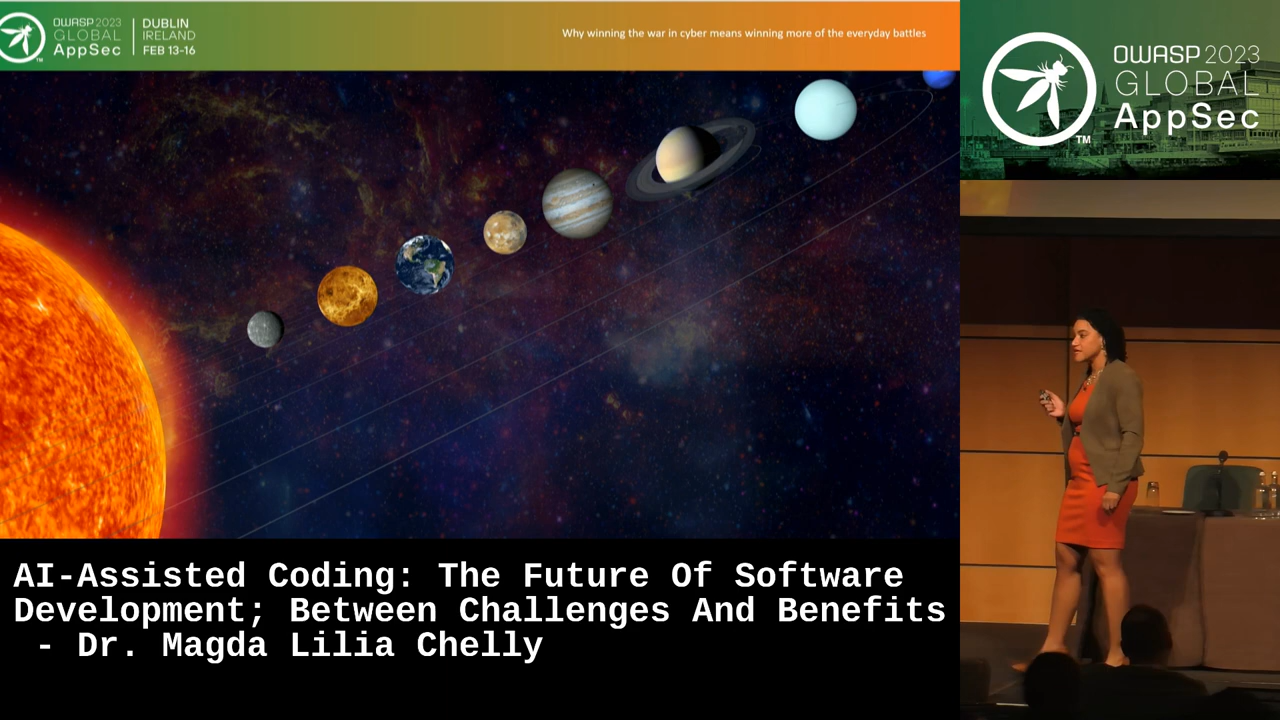 OWASP 2023
GLOBAL
AppSec
TM
DUBLIN
IRELAND
FEB 13-16
Why winning the war in cyber means winning more of the everyday battles
OWASP 2023
GLOBAL
AppSec
TM
AI-Assisted Coding: The Future Of Software
Development; Between Challenges And Benefits
- Dr. Magda Lilia Chelly